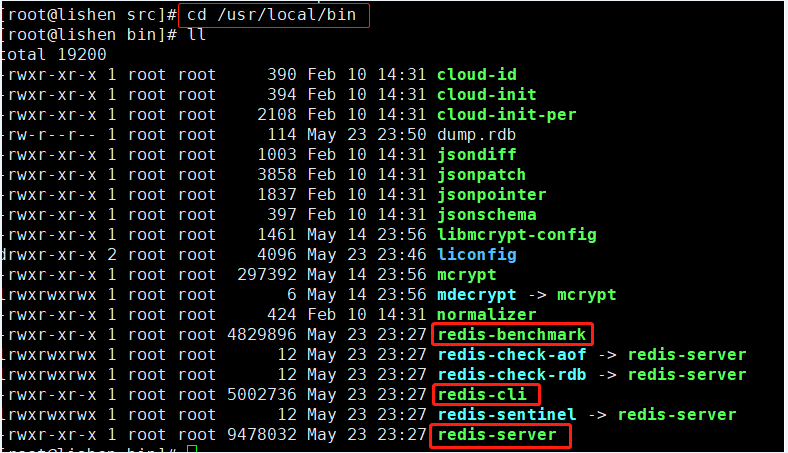 [root@lishen src]# cd /usr/local/bin
[root@lishen bin]# ll
total 19200
-rwxr-xr-x 1 root root     390 Feb 10 14:31 cloud-id
-rwxr-xr-x 1 root root     394 Feb 10 14:31 cloud-init
-rwxr-xr-x 1 root root    2108 Feb 10 14:31 cloud-init-per
-rw-r--r-- 1 root root     114 May 23 23:50 dump.rdb
-rwxr-xr-x 1 root root    1003 Feb 10 14:31 jsondiff
-rwxr-xr-x 1 root root    3858 Feb 10 14:31 jsonpatch
-rwxr-xr-x 1 root root    1837 Feb 10 14:31 jsonpointer
-rwxr-xr-x 1 root root     397 Feb 10 14:31 jsonschema
-rwxr-xr-x 1 root root    1461 May 14 23:56 libmcrypt-config
drwxr-xr-x 2 root root    4096 May 23 23:46 liconfig
-rwxr-xr-x 1 root root  297392 May 14 23:56 mcrypt
lrwxrwxrwx 1 root root       6 May 14 23:56 mdecrypt -> mcrypt
-rwxr-xr-x 1 root root     424 Feb 10 14:31 normalizer
-rwxr-xr-x 1 root root 4829896 May 23 23:27 redis-benchmark
lrwxrwxrwx 1 root root      12 May 23 23:27 redis-check-aof -> redis-server
lrwxrwxrwx 1 root root      12 May 23 23:27 redis-check-rdb -> redis-server
-rwxr-xr-x 1 root root 5002736 May 23 23:27 redis-cli
lrwxrwxrwx 1 root root      12 May 23 23:27 redis-sentinel -> redis-server
-rwxr-xr-x 1 root root 9478032 May 23 23:27 redis-server
[root@lishen bin]#